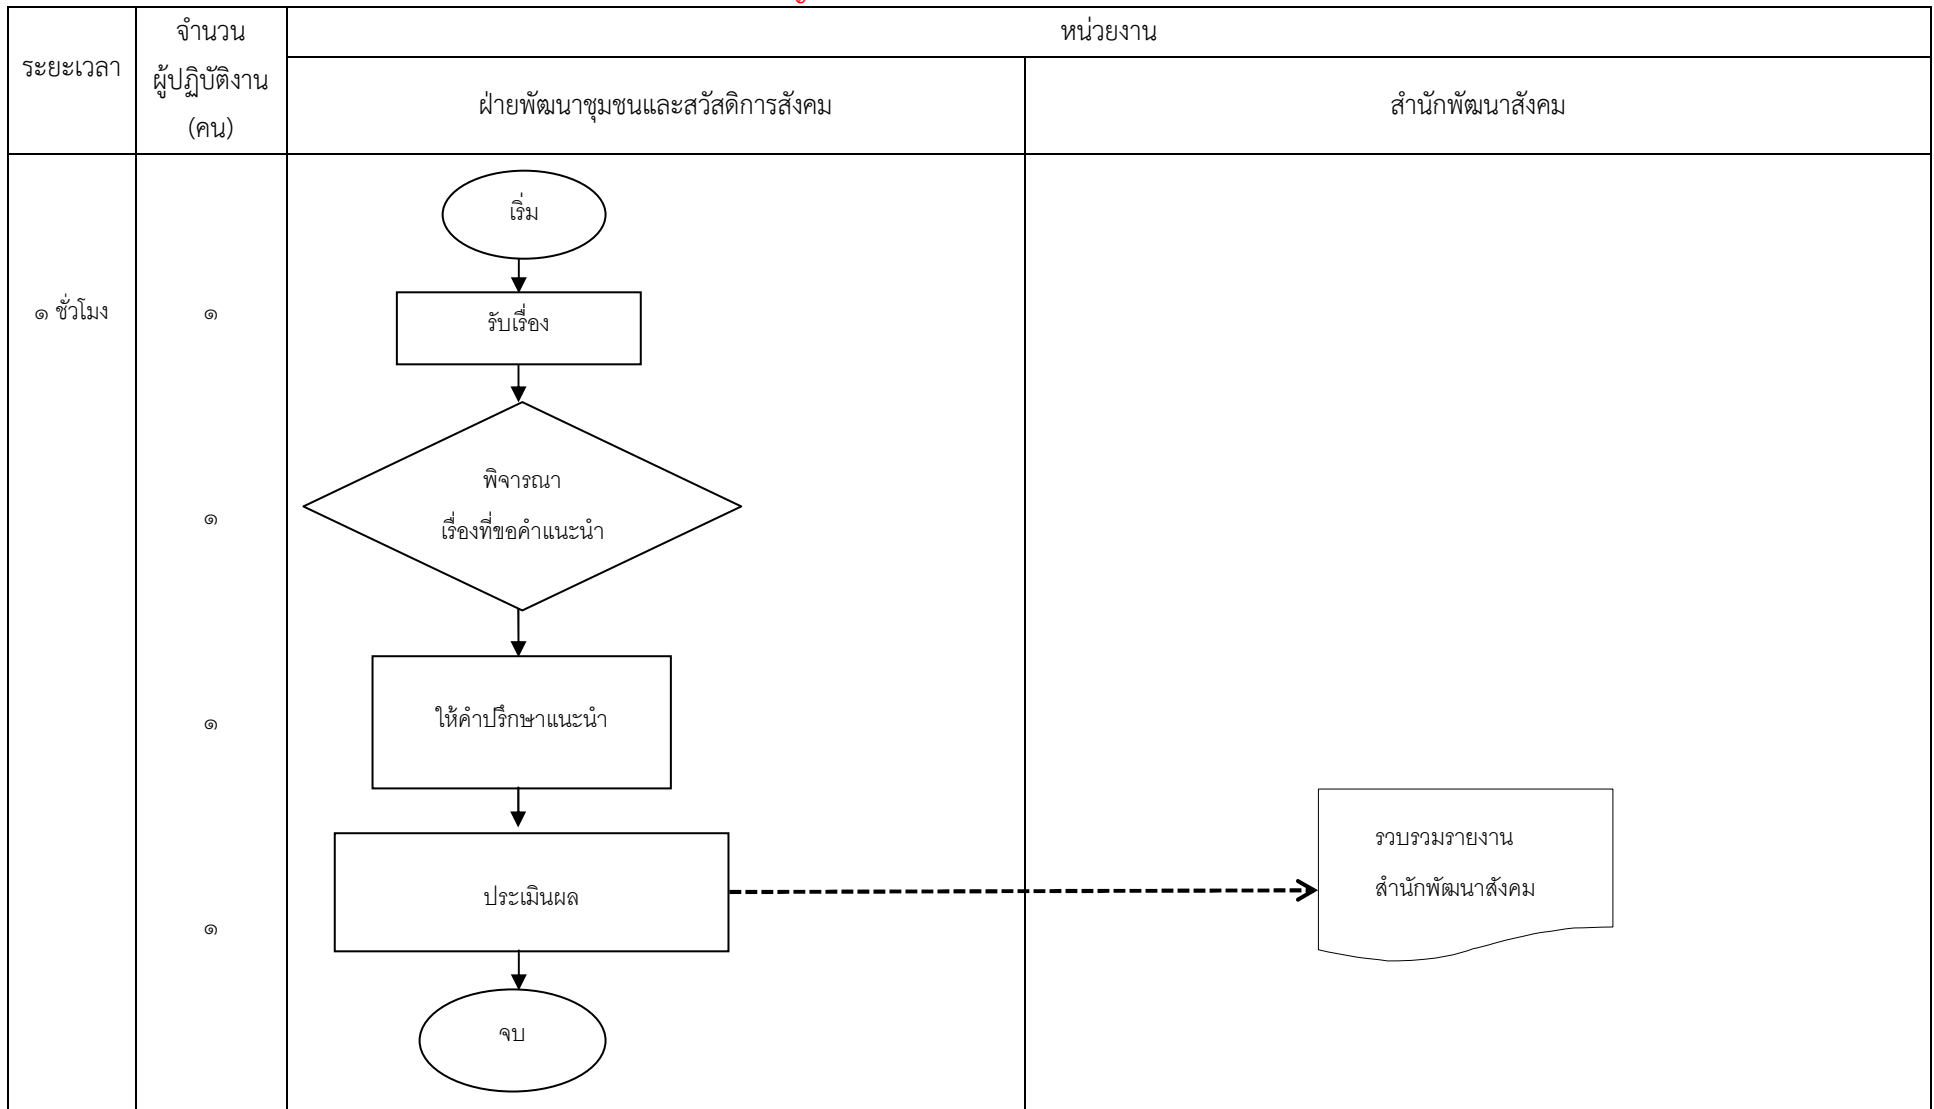 ระยะเวลา
จำนวน
ผู้ปฏิบัติงาน
(คน)
หน่วยงาน
ฝ่ายพัฒนาชุมชนและสวัสดิการสังคม
สำนักพัฒนาสังคม
เริ่ม
๑ ชั่วโมง
๑
รับเรื่อง
พิจารณา
เรื่องที่ขอคำแนะนำ
๑
ให้คำปรึกษาแนะนำ
๑
ประเมินผล
๑
รวบรวมรายงาน
สำนักพัฒนาสังคม
จบ